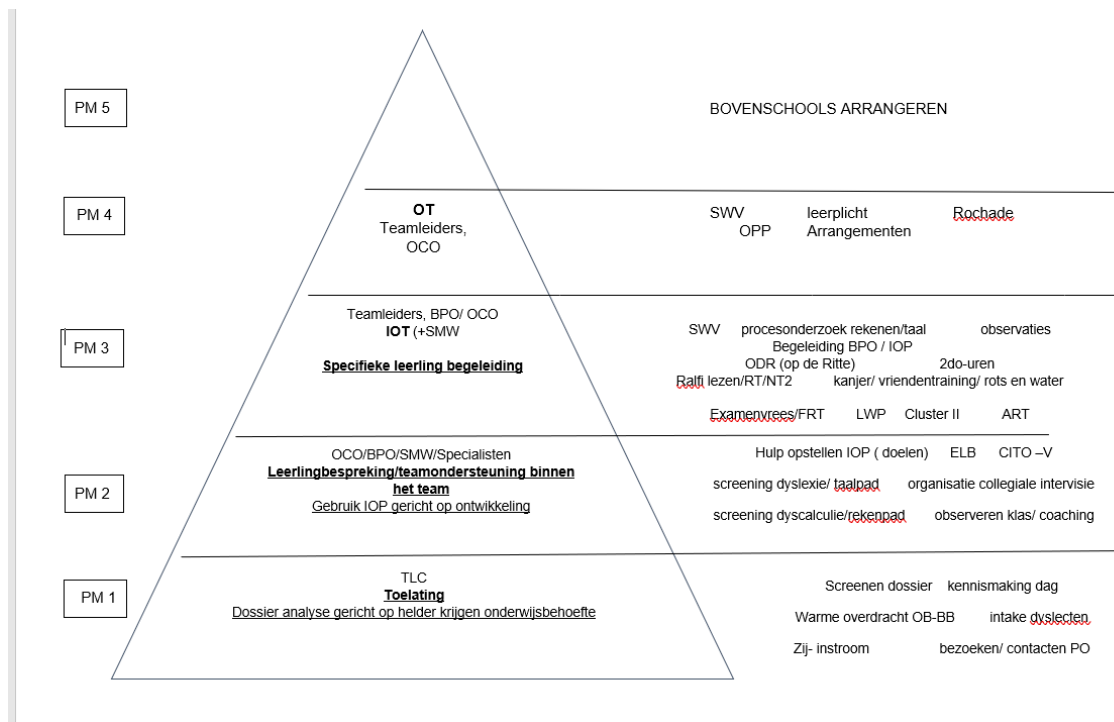 PM 5
BOVENSCHOOLS ARRANGEREN
PM 4
OT
Teamleiders,
OCO
SWV leerplicht Rochade
OPP Arrangementen
PM 3
Teamleiders, BPO/ OCO
IOT (+SMW
Specifieke leerling begeleiding
SWV procesonderzoek rekenen/taal observaties
Begeleiding BPO / IOP
ODR (op de Ritte) 2do-uren
Ralfi lezen/RT/NT2 kanjer/ vriendentraining/ rots en water
Examenvrees/FRT LWP Cluster II ART
PM 2
OCO/BPO/SMW/Specialisten
Leerlingbespreking/teamondersteuning binnen
het team
Gebruik IOP gericht op ontwikkeling
Hulp opstellen IOP ( doelen) ELB CITO –V
screening dyslexie/ taalpad organisatie collegiale intervisie
screening dyscalculie/rekenpad observeren klas/ coaching
PM 1
TLC
Toelating
Dossier analyse gericht op helder krijgen onderwijsbehoefte
Screenen dossier kennismaking dag
Warme overdracht OB-BB intake dyslecten
Zij- instroom bezoeken/ contacten PO